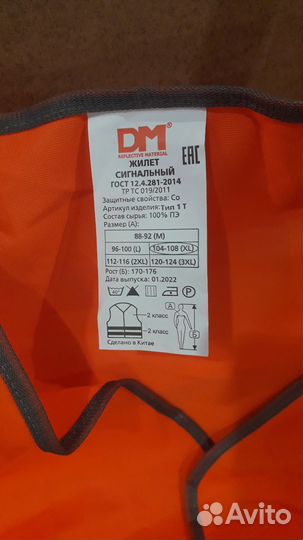 DM®
REFLECTIVE MATERIAL
ЖИЛЕТ
СИГНАЛЬНЫЙ
EAC
ГОСТ 12.4.281-2014
ТР ТС 019/2011
Защитные свойства: Со
Артикул изделия: Тип 1 Т
Состав сырья: 100% ПЭ
Размер (А):
88-92 (M)
96-100 (L) 104-108 (XL)
112-116 (2XL) 120-124 (3XL)
Рост (Б): 170-176
Дата выпуска: 01.2022
40° P
А
2 класс
Б
2 класс
Сделано в Китае
Avito